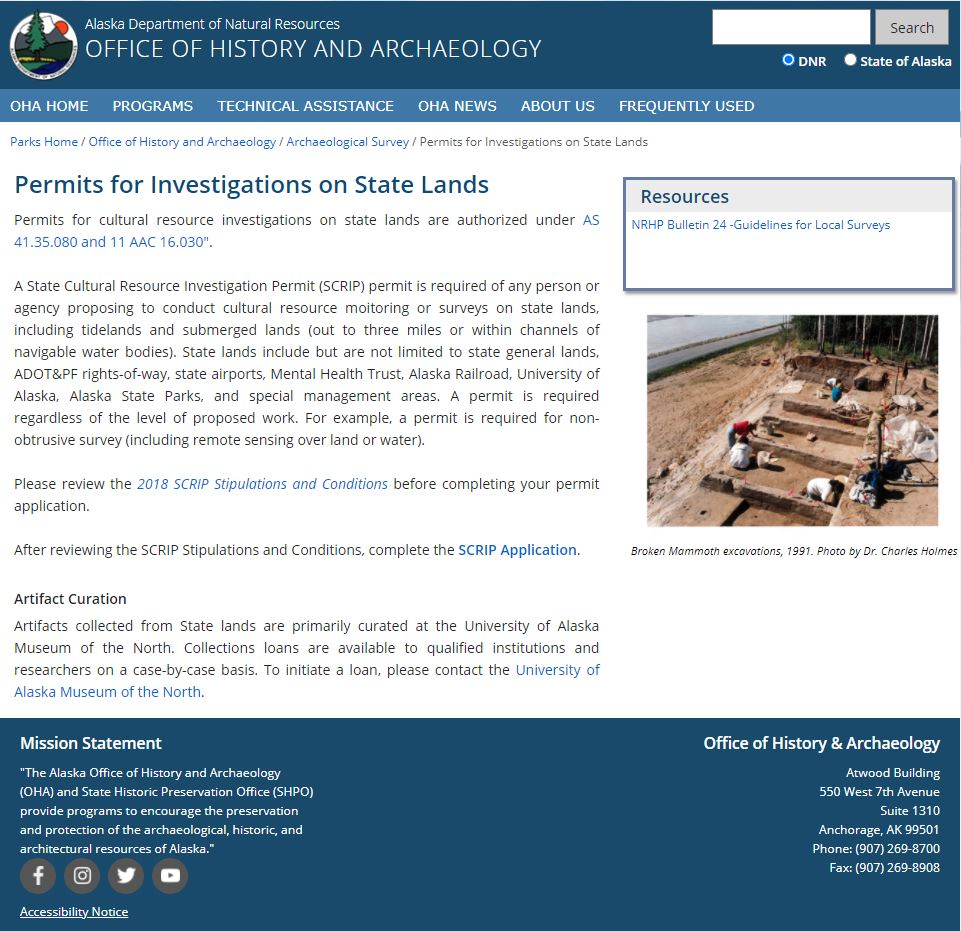 Alaska Department of Natural Resources
OFFICE OF HISTORY AND ARCHAEOLOGY
Search
DNR State of Alaska
OHA HOME PROGRAMS TECHNICAL ASSISTANCE OHA NEWS ABOUT US FREQUENTLY USED
Parks Home / Office of History and Archaeology / Archaeological Survey / Permits for Investigations on State Lands
Permits for Investigations on State Lands
Permits for cultural resource investigations on state lands are authorized under AS
41.35.080 and 11 AAC 16.030".
A State Cultural Resource Investigation Permit (SCRIP) permit is required of any person or
agency proposing to conduct cultural resource moitoring or surveys on state lands,
including tidelands and submerged lands (out to three miles or within channels of
navigable water bodies). State lands include but are not limited to state general lands,
ADOT&PF rights-of-way, state airports, Mental Health Trust, Alaska Railroad, University of
Alaska, Alaska State Parks, and special management areas. A permit is required
regardless of the level of proposed work. For example, a permit is required for non-
obtrusive survey (including remote sensing over land or water).
Please review the 2018 SCRIP Stipulations and Conditions before completing your permit
application.
After reviewing the SCRIP Stipulations and Conditions, complete the SCRIP Application.
Artifact Curation
Artifacts collected from State lands are primarily curated at the University of Alaska
Museum of the North. Collections loans are available to qualified institutions and
researchers on a case-by-case basis. To initiate a loan, please contact the University of
Alaska Museum of the North.
Resources
NRHP Bulletin 24 -Guidelines for Local Surveys
Broken Mammoth excavations, 1991. Photo by Dr. Charles Holmes
Mission Statement
"The Alaska Office of History and Archaeology
(OHA) and State Historic Preservation Office (SHPO)
provide programs to encourage the preservation
and protection of the archaeological, historic, and
architectural resources of Alaska."
Accessibility Notice
Office of History & Archaeology
Atwood Building
550 West 7th Avenue
Suite 1310
Anchorage, AK 99501
Phone: (907) 269-8700
Fax: (907) 269-8908